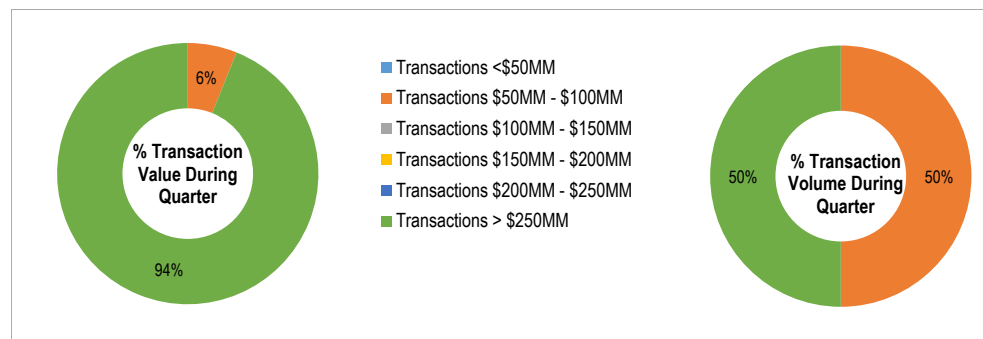 6%
% Transaction
Value During
Quarter
94%
Transactions <$50MM
Transactions $50MM - $100MM
Transactions $100MM - $150MM
Transactions $150MM - $200MM
Transactions $200MM - $250MM
Transactions > $250MM
50%
% Transaction
Volume During
Quarter
50%